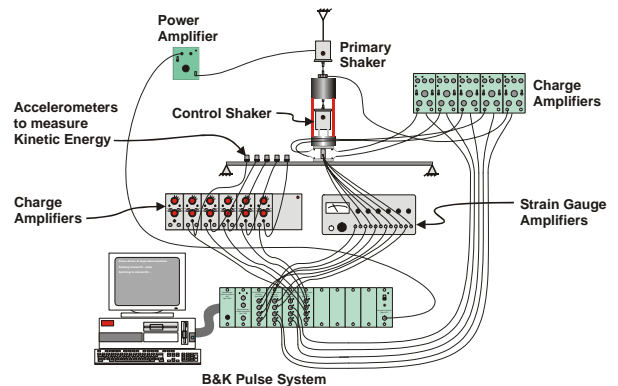 Power
Amplifier
Primary
Shaker
Charge
Amplifiers
Accelerometers
to measure
Kinetic Energy
Control Shaker
Charge
Amplifiers
Strain Gauge
Amplifiers
B&K Pulse System